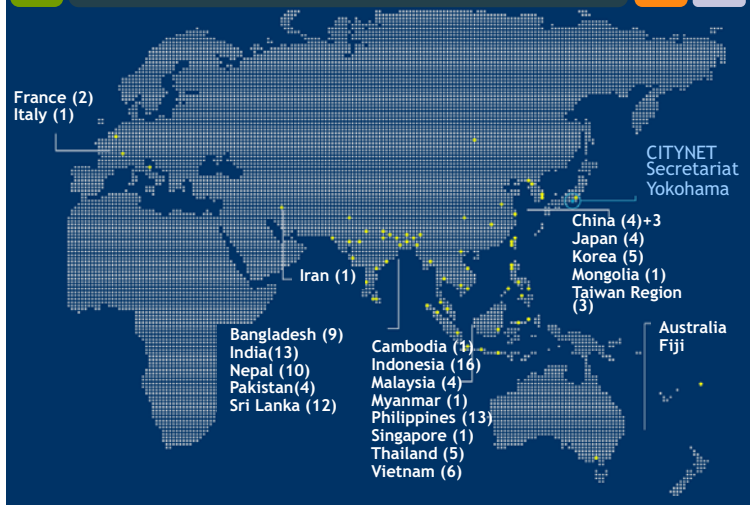 France (2)
Italy (1)
CITYNET
Secretariat
Yokohama
China (4)+3
Japan (4)
Korea (5)
Mongolia (1)
Taiwan Region
(3)
Iran (1)
Bangladesh (9)
India(13)
Nepal (10)
Pakistan(4)
Sri Lanka (12)
Cambodia (1)
Indonesia (16)
Malaysia (4)
Myanmar (1)
Philippines (13)
Singapore (1)
Thailand (5)
Vietnam (6)
Australia
Fiji